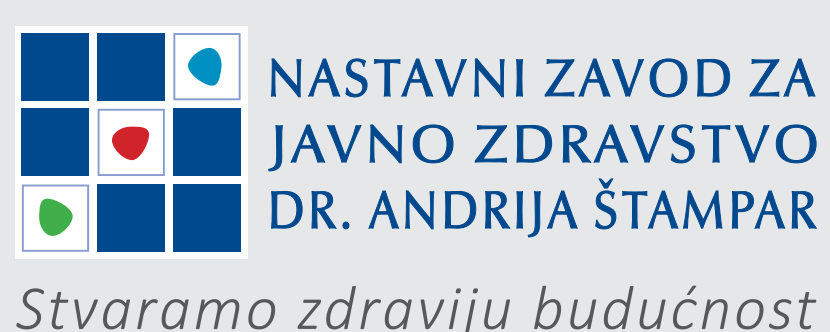 NASTAVNI ZAVOD ZA
JAVNO ZDRAVSTVO
DR. ANDRIJA ŠTAMPAR
Stvaramo zdraviju budućnost